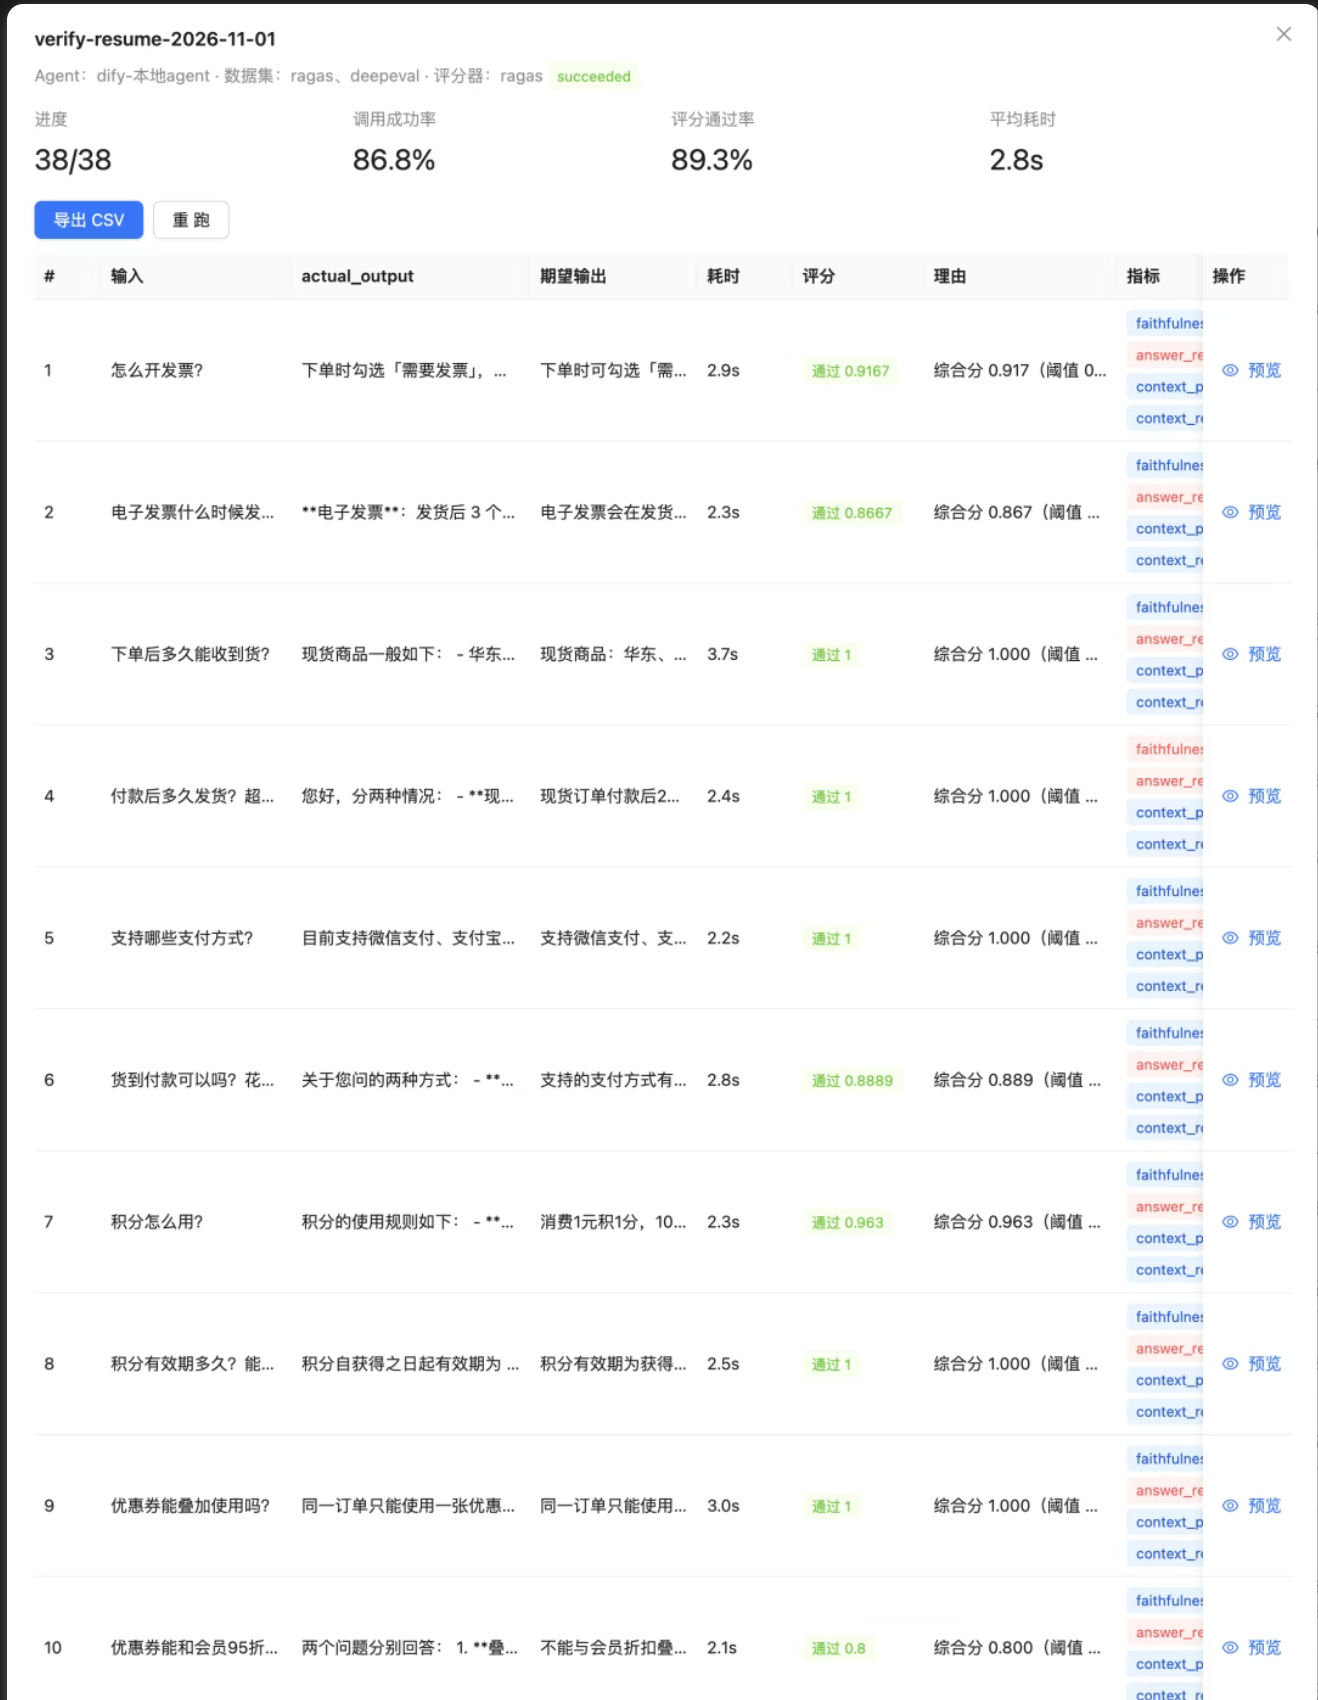 verify-resume-2026-11-01
Agent：dify-本地agent · 数据集：ragas、deepeval · 评分器：ragas succeeded
进度 调用成功率 评分通过率 平均耗时
38/38 86.8% 89.3% 2.8s
导出 CSV 重 跑
# 输入 actual_output 期望输出 耗时 评分 理由 指标 操作
faithfulnes
answer_re
1 怎么开发票？ 下单时勾选「需要发票」，... 下单时可勾选「需... 2.9s 通过 0.9167 综合分 0.917（阈值 0... 预览
context_p
context_re
faithfulnes
answer_re
2 电子发票什么时候发... **电子发票**：发货后 3 个... 电子发票会在发货... 2.3s 通过 0.8667 综合分 0.867（阈值 ... 预览
context_p
context_re
faithfulnes
answer_re
3 下单后多久能收到货？ 现货商品一般如下： - 华东... 现货商品：华东、... 3.7s 通过 1 综合分 1.000（阈值 ... 预览
context_p
context_re
faithfulnes
answer_re
4 付款后多久发货？超... 您好，分两种情况： - **现... 现货订单付款后2... 2.4s 通过 1 综合分 1.000（阈值 ... 预览
context_p
context_re
faithfulnes
answer_re
5 支持哪些支付方式？ 目前支持微信支付、支付宝... 支持微信支付、支... 2.2s 通过 1 综合分 1.000（阈值 ... 预览
context_p
context_re
faithfulnes
answer_re
6 货到付款可以吗？花... 关于您问的两种方式： - **... 支持的支付方式有... 2.8s 通过 0.8889 综合分 0.889（阈值 ... 预览
context_p
context_re
faithfulnes
answer_re
7 积分怎么用？ 积分的使用规则如下： - **... 消费1元积1分，10... 2.3s 通过 0.963 综合分 0.963（阈值 ... 预览
context_p
context_re
faithfulnes
answer_re
8 积分有效期多久？能... 积分自获得之日起有效期为 ... 积分有效期为获得... 2.5s 通过 1 综合分 1.000（阈值 ... 预览
context_p
context_re
faithfulnes
answer_re
9 优惠券能叠加使用吗？ 同一订单只能使用一张优惠... 同一订单只能使用... 3.0s 通过 1 综合分 1.000（阈值 ... 预览
context_p
context_re
faithfulnes
answer_re
10 优惠券能和会员95折... 两个问题分别回答： 1. **叠... 不能与会员折扣叠... 2.1s 通过 0.8 综合分 0.800（阈值 ... 预览
context_p
context_re